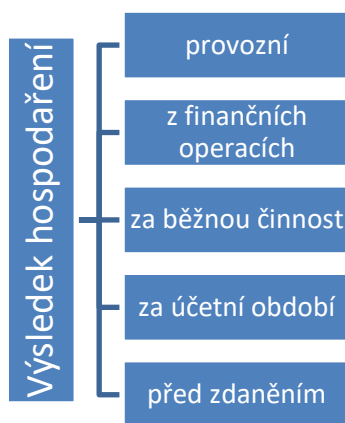 Výsledek hospodaření
provozní
z finančních
operacích
za běžnou činnost
za účetní období
před zdaněním